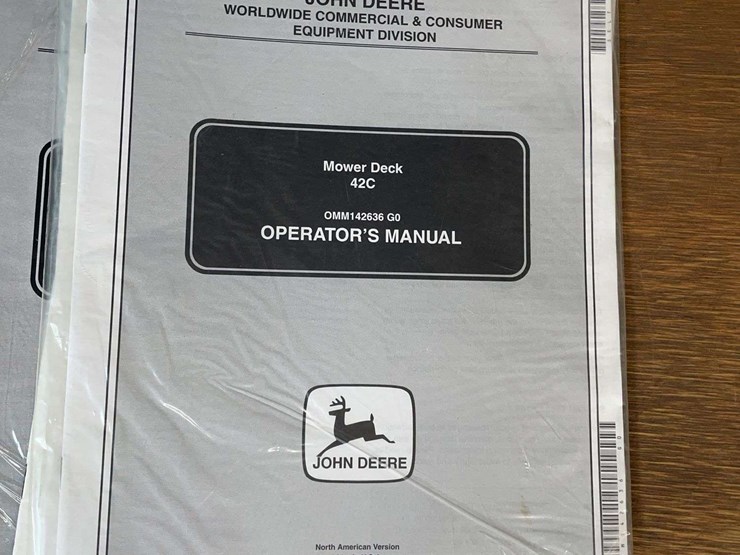 JOHN DEERE
WORLDWIDE COMMERCIAL & CONSUMER
EQUIPMENT DIVISION
Mower Deck
42C
OMM142636 G0
OPERATOR'S MANUAL
JOHN DEERE
North American Version